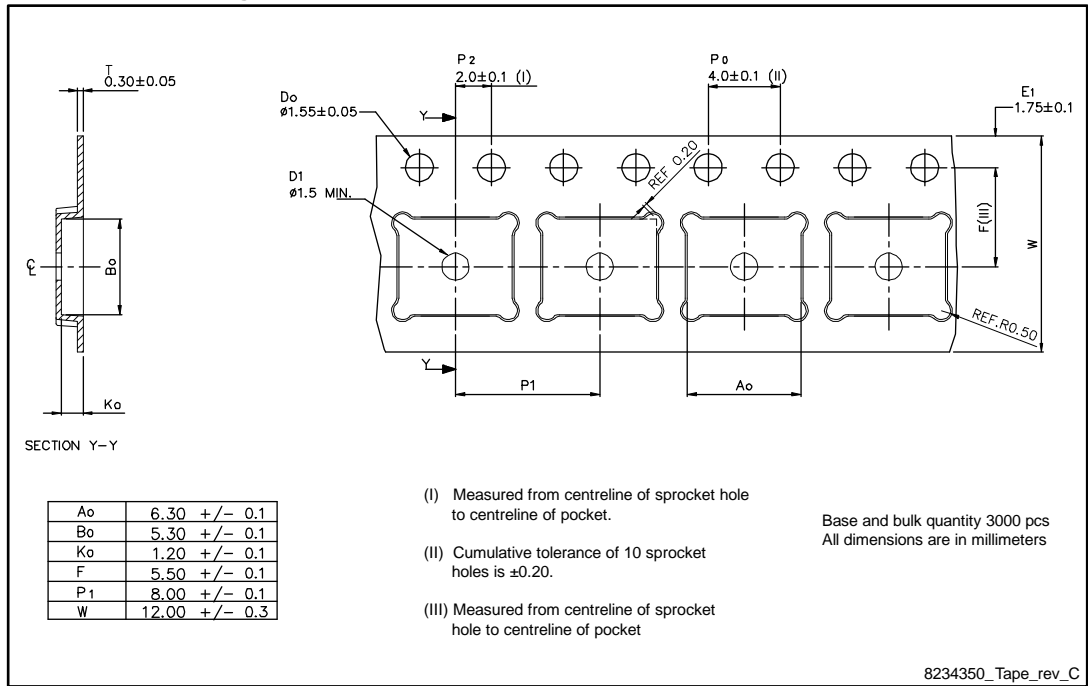 T
0.30±0.05
P2
2.0±0.1 (I)
Po
4.0±0.1 (II)
E1
1.75±0.1
Do
ø1.55±0.05
Y
D1
ø1.5 MIN.
REF 0.20
F(III)
W
℄
Bo
REF.R0.50
Y
P1
Ao
Ko
SECTION Y-Y
Ao 6.30 +/- 0.1
Bo 5.30 +/- 0.1
Ko 1.20 +/- 0.1
F 5.50 +/- 0.1
P1 8.00 +/- 0.1
W 12.00 +/- 0.3
(I) Measured from centreline of sprocket hole
to centreline of pocket.
(II) Cumulative tolerance of 10 sprocket
holes is ±0.20.
(III) Measured from centreline of sprocket
hole to centreline of pocket
Base and bulk quantity 3000 pcs
All dimensions are in millimeters
8234350_Tape_rev_C